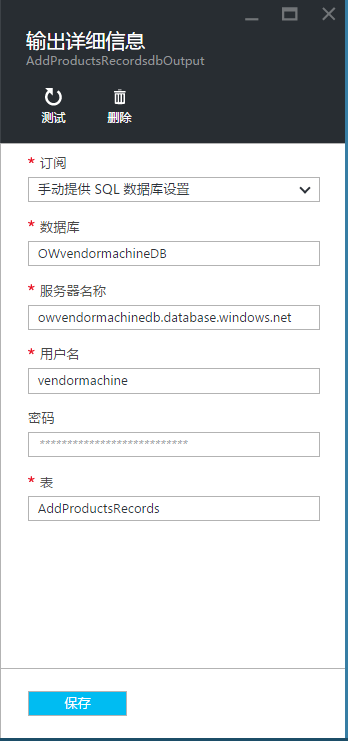 输出详细信息
AddProductsRecordsdbOutput
测试 删除
* 订阅
手动提供 SQL 数据库设置
* 数据库
OWvendormachineDB
* 服务器名称
owvendormachinedb.database.windows.net
* 用户名
vendormachine
密码
****************************
* 表
AddProductsRecords
保存